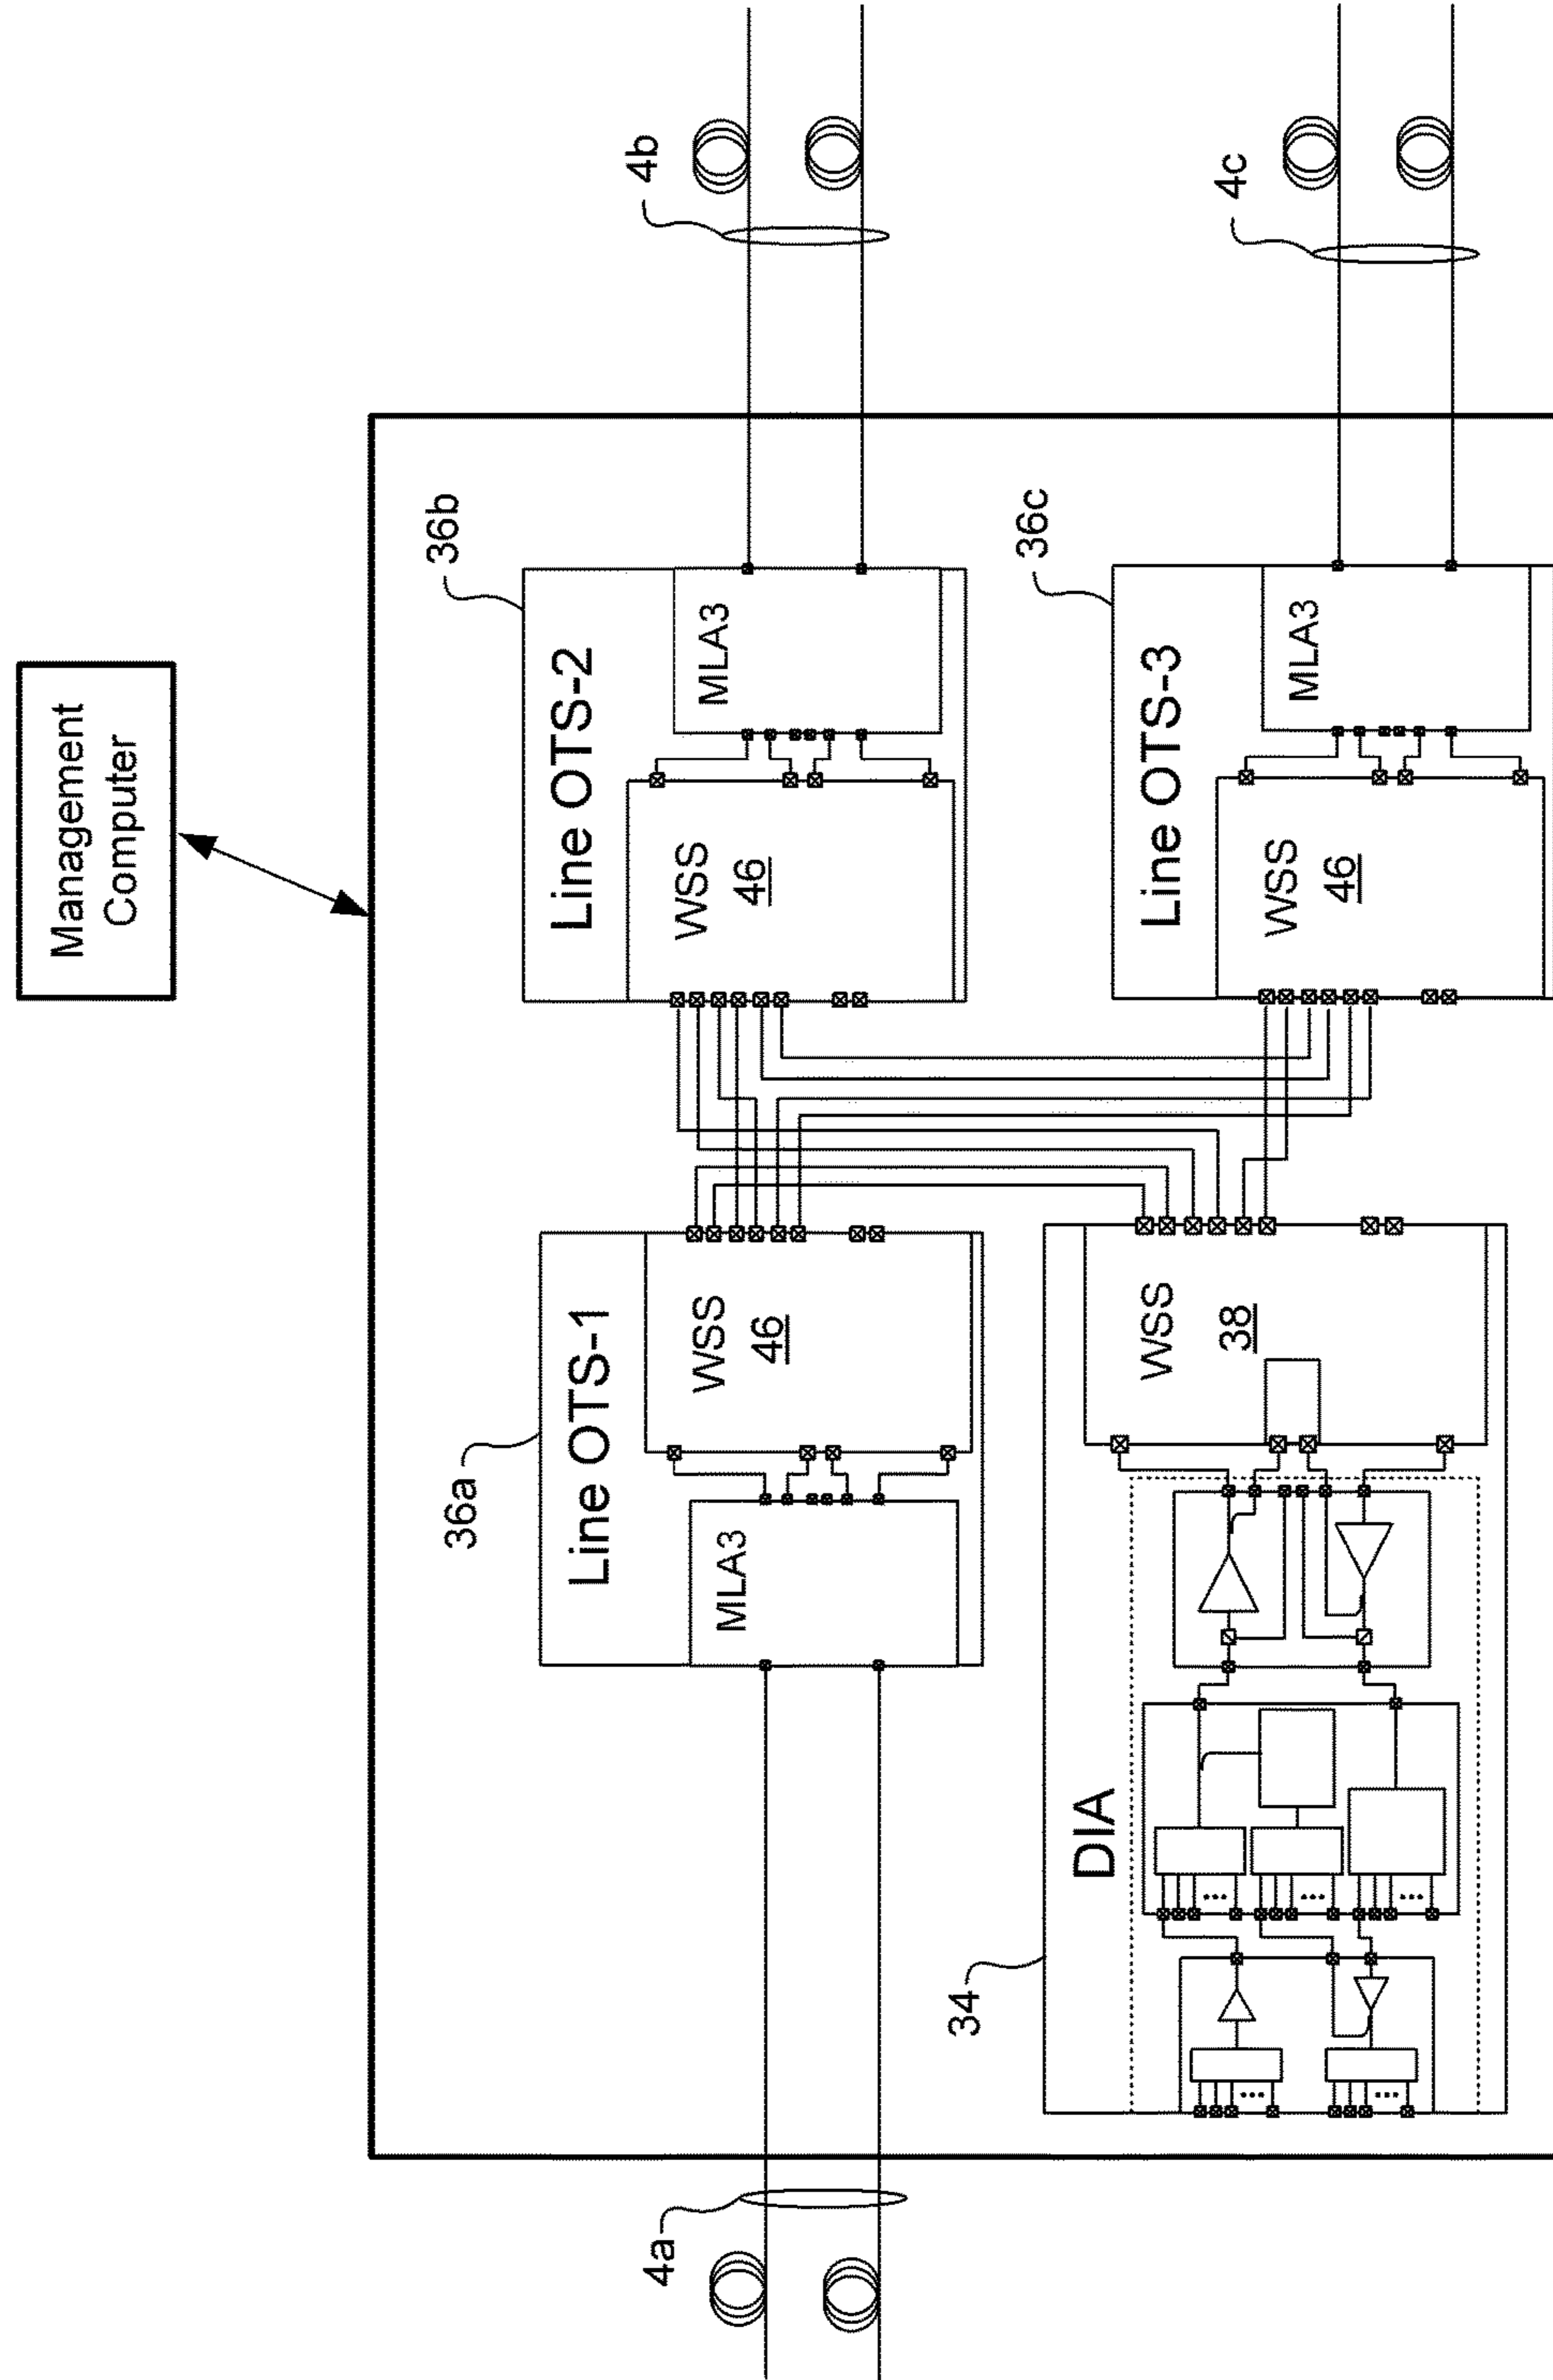 Management
Computer
4b
4c
36b
Line OTS-2
MLA3
WSS
46
36c
Line OTS-3
MLA3
WSS
46
36a
Line OTS-1
WSS
46
MLA3
34
DIA
WSS
38
4a